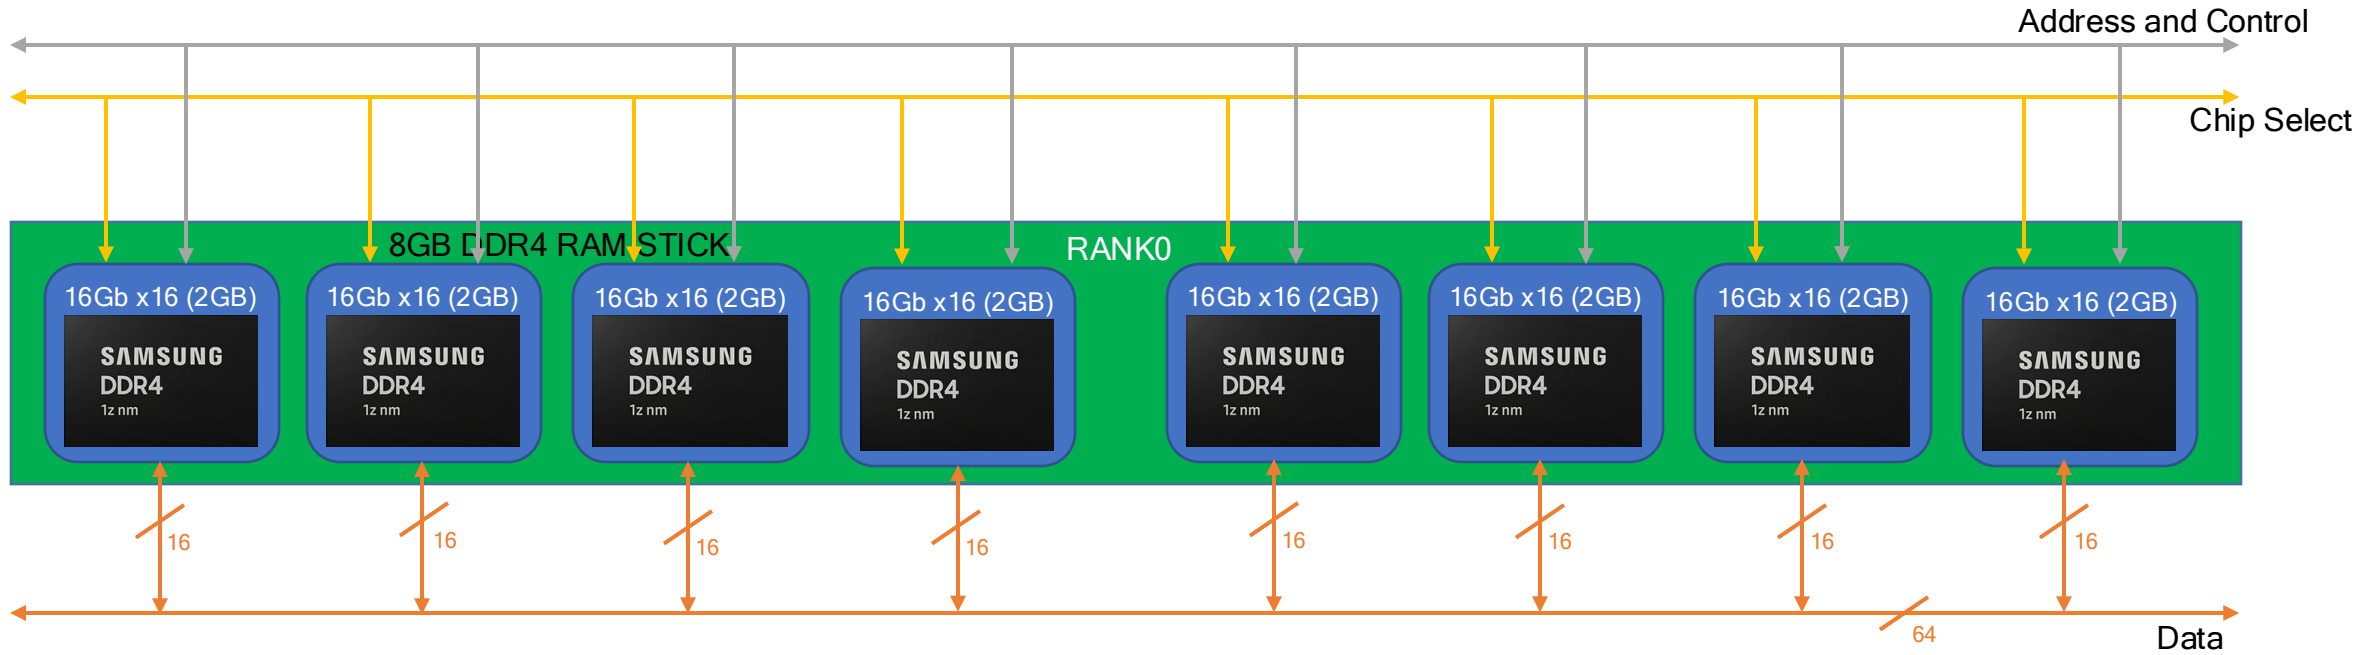 Address and Control
Chip Select
8GB DDR4 RAM STICK
RANK0
16Gb x16 (2GB)
SAMSUNG
DDR4
1z nm
16Gb x16 (2GB)
SAMSUNG
DDR4
1z nm
16Gb x16 (2GB)
SAMSUNG
DDR4
1z nm
16Gb x16 (2GB)
SAMSUNG
DDR4
1z nm
16Gb x16 (2GB)
SAMSUNG
DDR4
1z nm
16Gb x16 (2GB)
SAMSUNG
DDR4
1z nm
16Gb x16 (2GB)
SAMSUNG
DDR4
1z nm
16Gb x16 (2GB)
SAMSUNG
DDR4
1z nm
16
16
16
16
16
16
16
16
64
Data